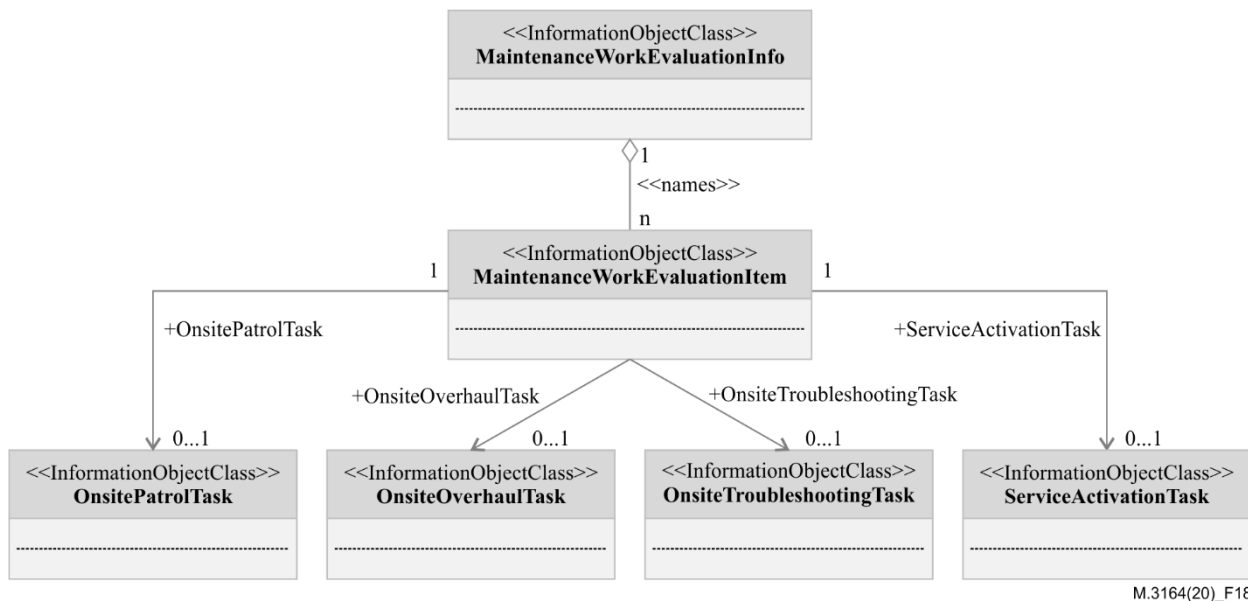 <<InformationObjectClass>>
MaintenanceWorkEvaluationInfo
1
<<names>>
n
<<InformationObjectClass>>
MaintenanceWorkEvaluationItem
1
1
+OnsitePatrolTask
+ServiceActivationTask
+OnsiteOverhaulTask
+OnsiteTroubleshootingTask
0...1
0...1
0...1
0...1
<<InformationObjectClass>>
OnsitePatrolTask
<<InformationObjectClass>>
OnsiteOverhaulTask
<<InformationObjectClass>>
OnsiteTroubleshootingTask
<<InformationObjectClass>>
ServiceActivationTask
M.3164(20)_F18